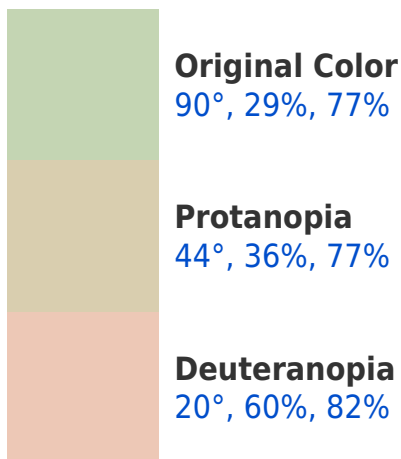 Original Color
90°, 29%, 77%
Protanopia
44°, 36%, 77%
Deuteranopia
20°, 60%, 82%